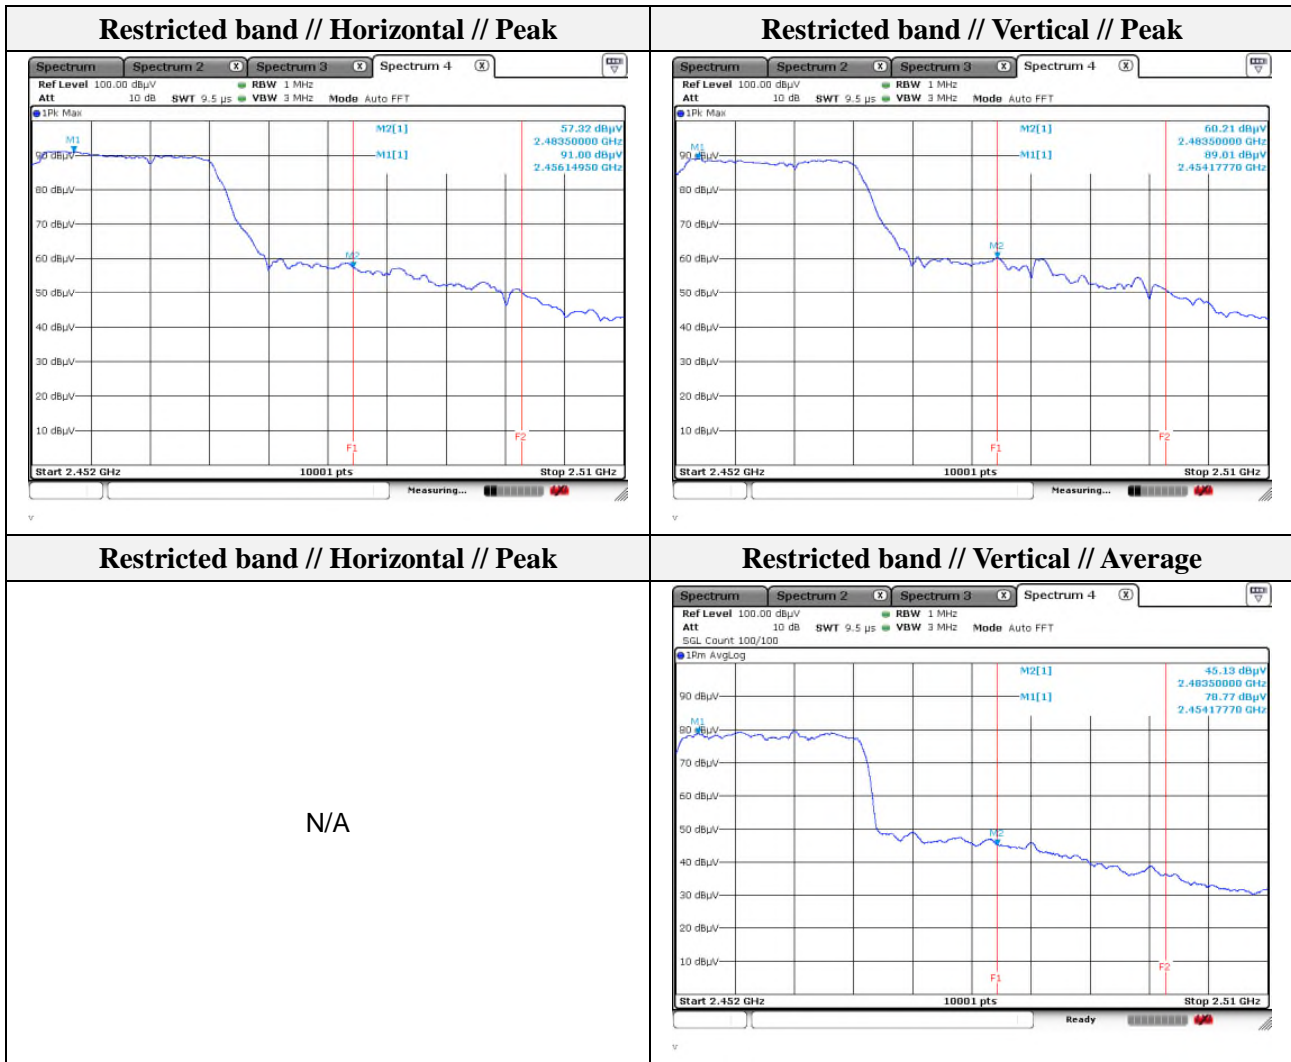 Restricted band // Horizontal // Peak
Restricted band // Vertical // Peak
Spectrum Spectrum 2 X Spectrum 3 X Spectrum 4 X
Ref Level 100.00 dBµV RBW 1 MHz
Att 10 dB SWT 9.5 µs VBW 3 MHz Mode Auto FFT
1Pk Max
M2[1] 57.32 dBµV
2.48350000 GHz
M1[1] 91.00 dBµV
2.45614950 GHz
M1
90 dBµV
80 dBµV
70 dBµV
60 dBµV
M2
50 dBµV
40 dBµV
30 dBµV
20 dBµV
10 dBµV
F1
F2
Start 2.452 GHz 10001 pts Stop 2.51 GHz
Measuring...
v
Spectrum Spectrum 2 X Spectrum 3 X Spectrum 4 X
Ref Level 100.00 dBµV RBW 1 MHz
Att 10 dB SWT 9.5 µs VBW 3 MHz Mode Auto FFT
1Pk Max
M2[1] 60.21 dBµV
2.48350000 GHz
M1[1] 89.01 dBµV
2.45417770 GHz
M1
90 dBµV
80 dBµV
70 dBµV
60 dBµV
M2
50 dBµV
40 dBµV
30 dBµV
20 dBµV
10 dBµV
F1
F2
Start 2.452 GHz 10001 pts Stop 2.51 GHz
Measuring...
v
Restricted band // Horizontal // Peak
Restricted band // Vertical // Average
N/A
Spectrum Spectrum 2 X Spectrum 3 X Spectrum 4 X
Ref Level 100.00 dBµV RBW 1 MHz
Att 10 dB SWT 9.5 µs VBW 3 MHz Mode Auto FFT
SGL Count 100/100
1Rm AvgLog
M2[1] 45.13 dBµV
2.48350000 GHz
M1[1] 78.77 dBµV
2.45417770 GHz
90 dBµV
M1
80 dBµV
70 dBµV
60 dBµV
50 dBµV
M2
40 dBµV
30 dBµV
20 dBµV
10 dBµV
F1
F2
Start 2.452 GHz 10001 pts Stop 2.51 GHz
Ready
v